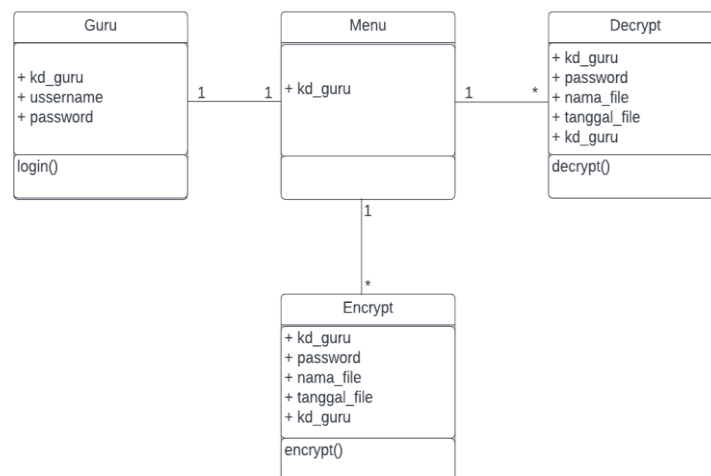 Guru
+ kd_guru
+ ussername
+ password
login()
1
1
Menu
+ kd_guru
1
*
Decrypt
+ kd_guru
+ password
+ nama_file
+ tanggal_file
+ kd_guru
decrypt()
1
*
Encrypt
+ kd_guru
+ password
+ nama_file
+ tanggal_file
+ kd_guru
encrypt()